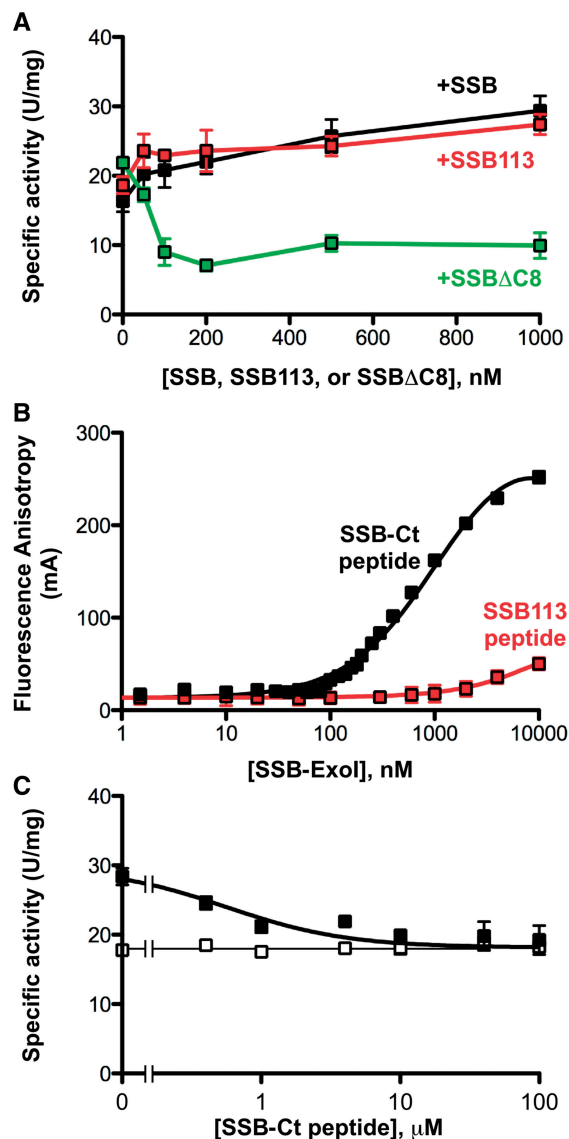 A
Specific activity (U/mg)
40
30
20
10
0
+SSB
+SSB113
+SSBΔC8
0 200 400 600 800 1000
[SSB, SSB113, or SSBΔC8], nM
B
Fluorescence Anisotropy
(mA)
300
200
100
0
SSB-Ct
peptide
SSB113
peptide
1 10 100 1000 10000
[SSB-ExoI], nM
C
Specific activity (U/mg)
40
30
20
10
0
0 1 10 100
[SSB-Ct peptide], μM